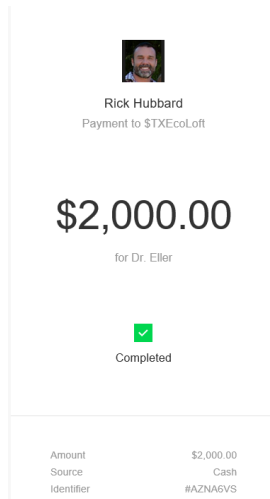 Rick Hubbard
Payment to $TXEcoLoft
$2,000.00
for Dr. Eller
Completed
Amount $2,000.00
Source Cash
Identifier #AZNA6VS